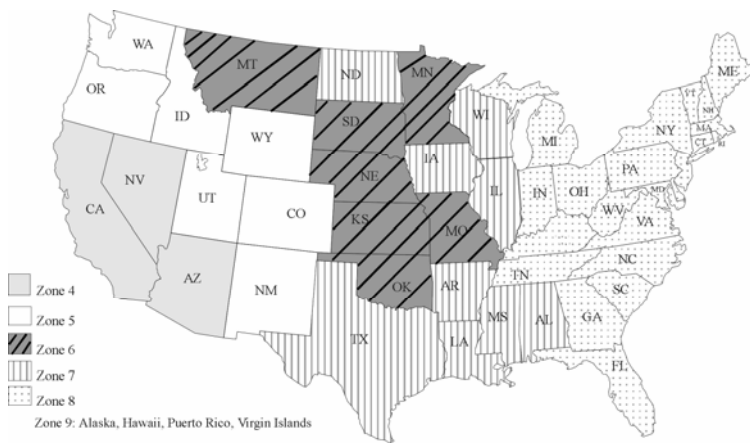 WA
MT
ND
MN
ME
OR
ID
SD
WI
VT
NH
WY
MI
NY
MA
CT
RI
NV
NE
IA
PA
CA
UT
CO
IL
IN
OH
MD
KS
MO
WV
VA
AZ
NM
OK
AR
TN
NC
SC
TX
LA
MS
AL
GA
FL
Zone 4
Zone 5
Zone 6
Zone 7
Zone 8
Zone 9: Alaska, Hawaii, Puerto Rico, Virgin Islands